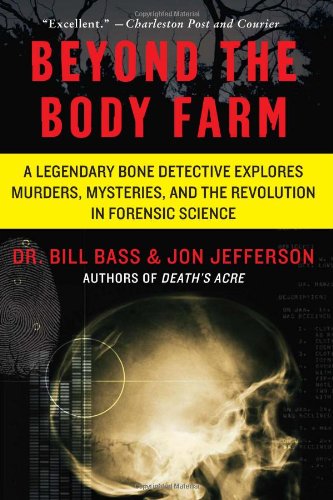 "Excellent." —Charleston Post and Courier
BEYOND THE
BODY FARM
A LEGENDARY BONE DETECTIVE EXPLORES
MURDERS, MYSTERIES, AND THE REVOLUTION
IN FORENSIC SCIENCE
DR. BILL BASS & JON JEFFERSON
AUTHORS OF DEATH'S ACRE